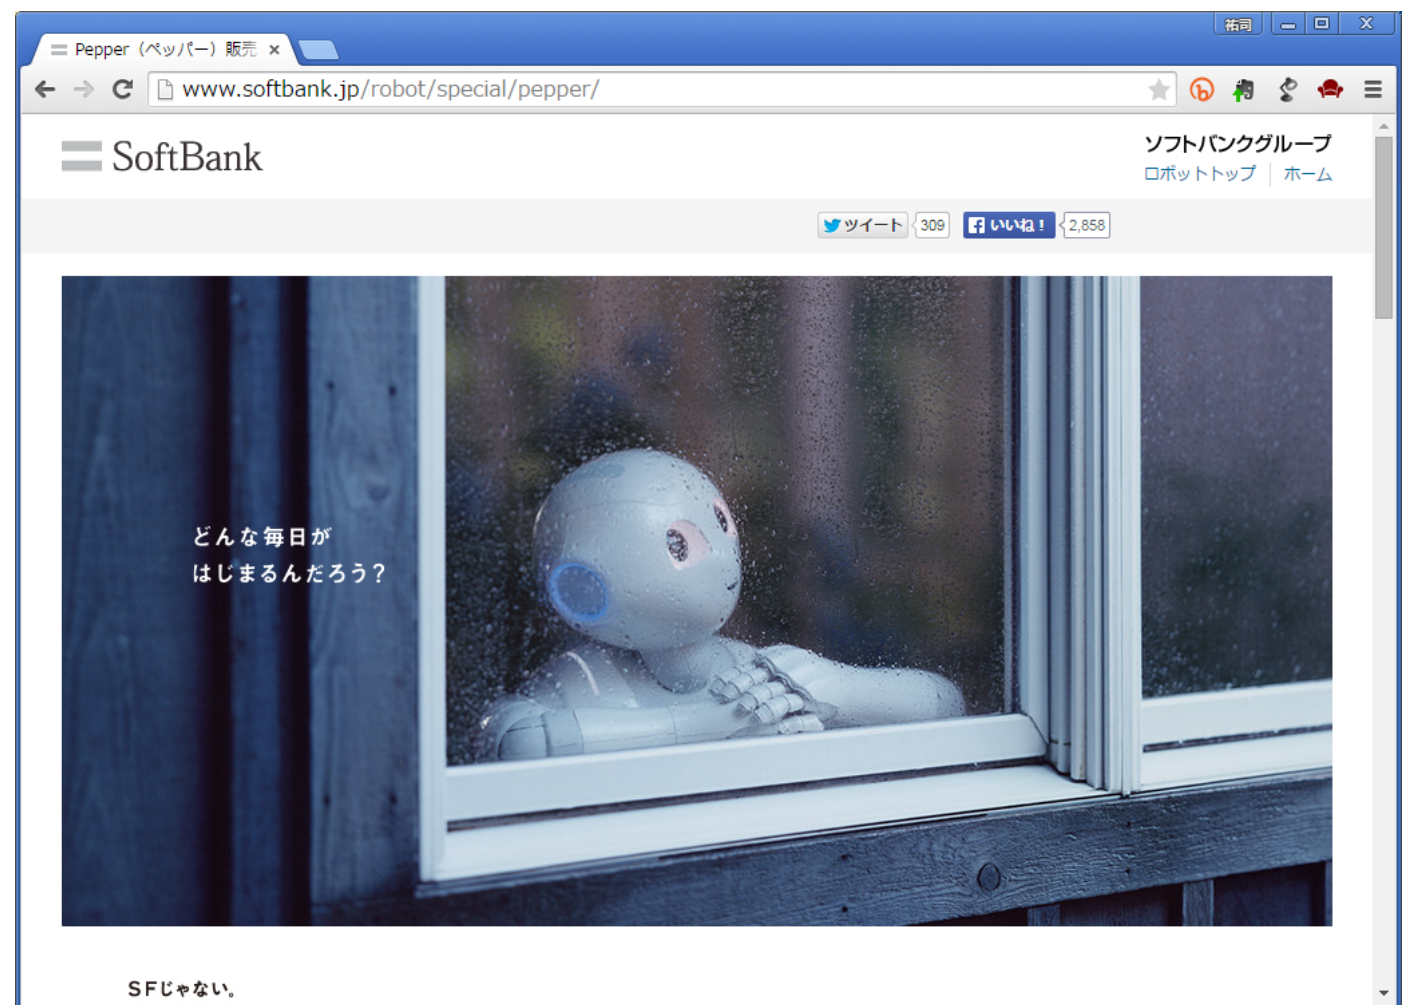 祐司
Pepper（ペッパー）販売
www.softbank.jp/robot/special/pepper/
SoftBank
ソフトバンクグループ
ロボットトップ ホーム
ツイート 309 いいね！ 2,858
どんな毎日が
はじまるんだろう？
SFじゃない。